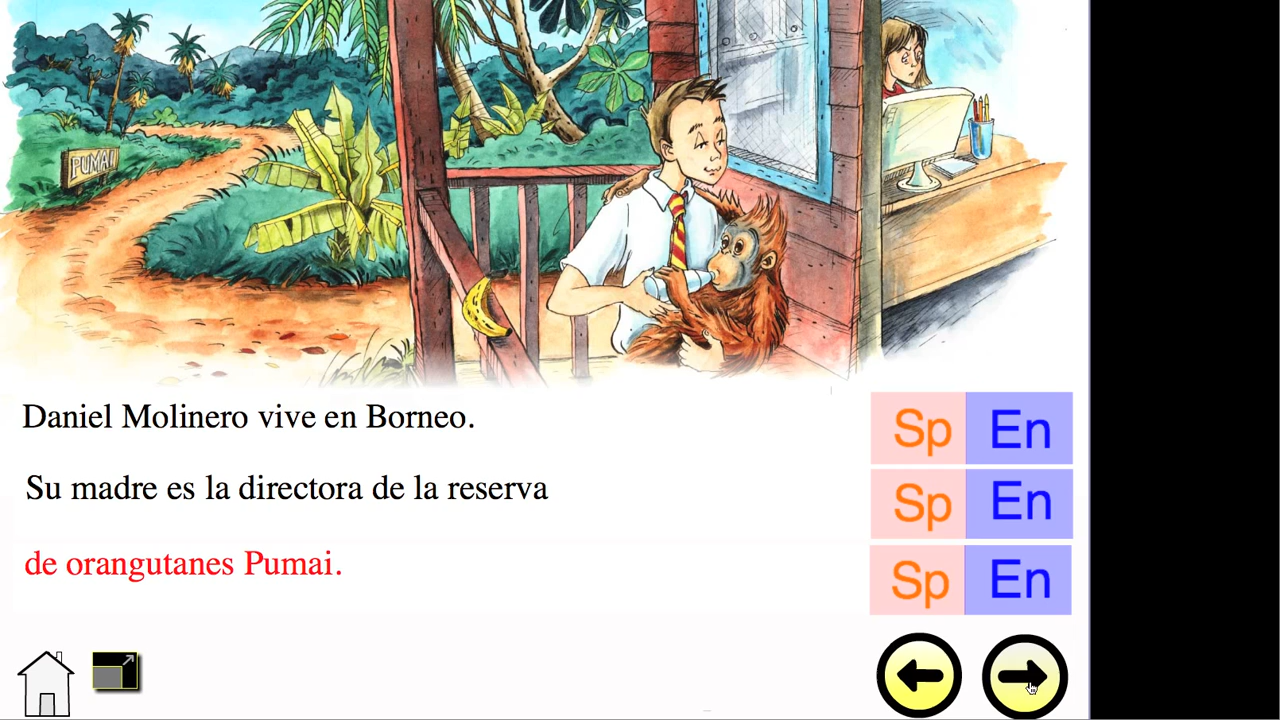 PUMAI
Daniel Molinero vive en Borneo.
Sp En
Su madre es la directora de la reserva
Sp En
de orangutanes Pumai.
Sp En